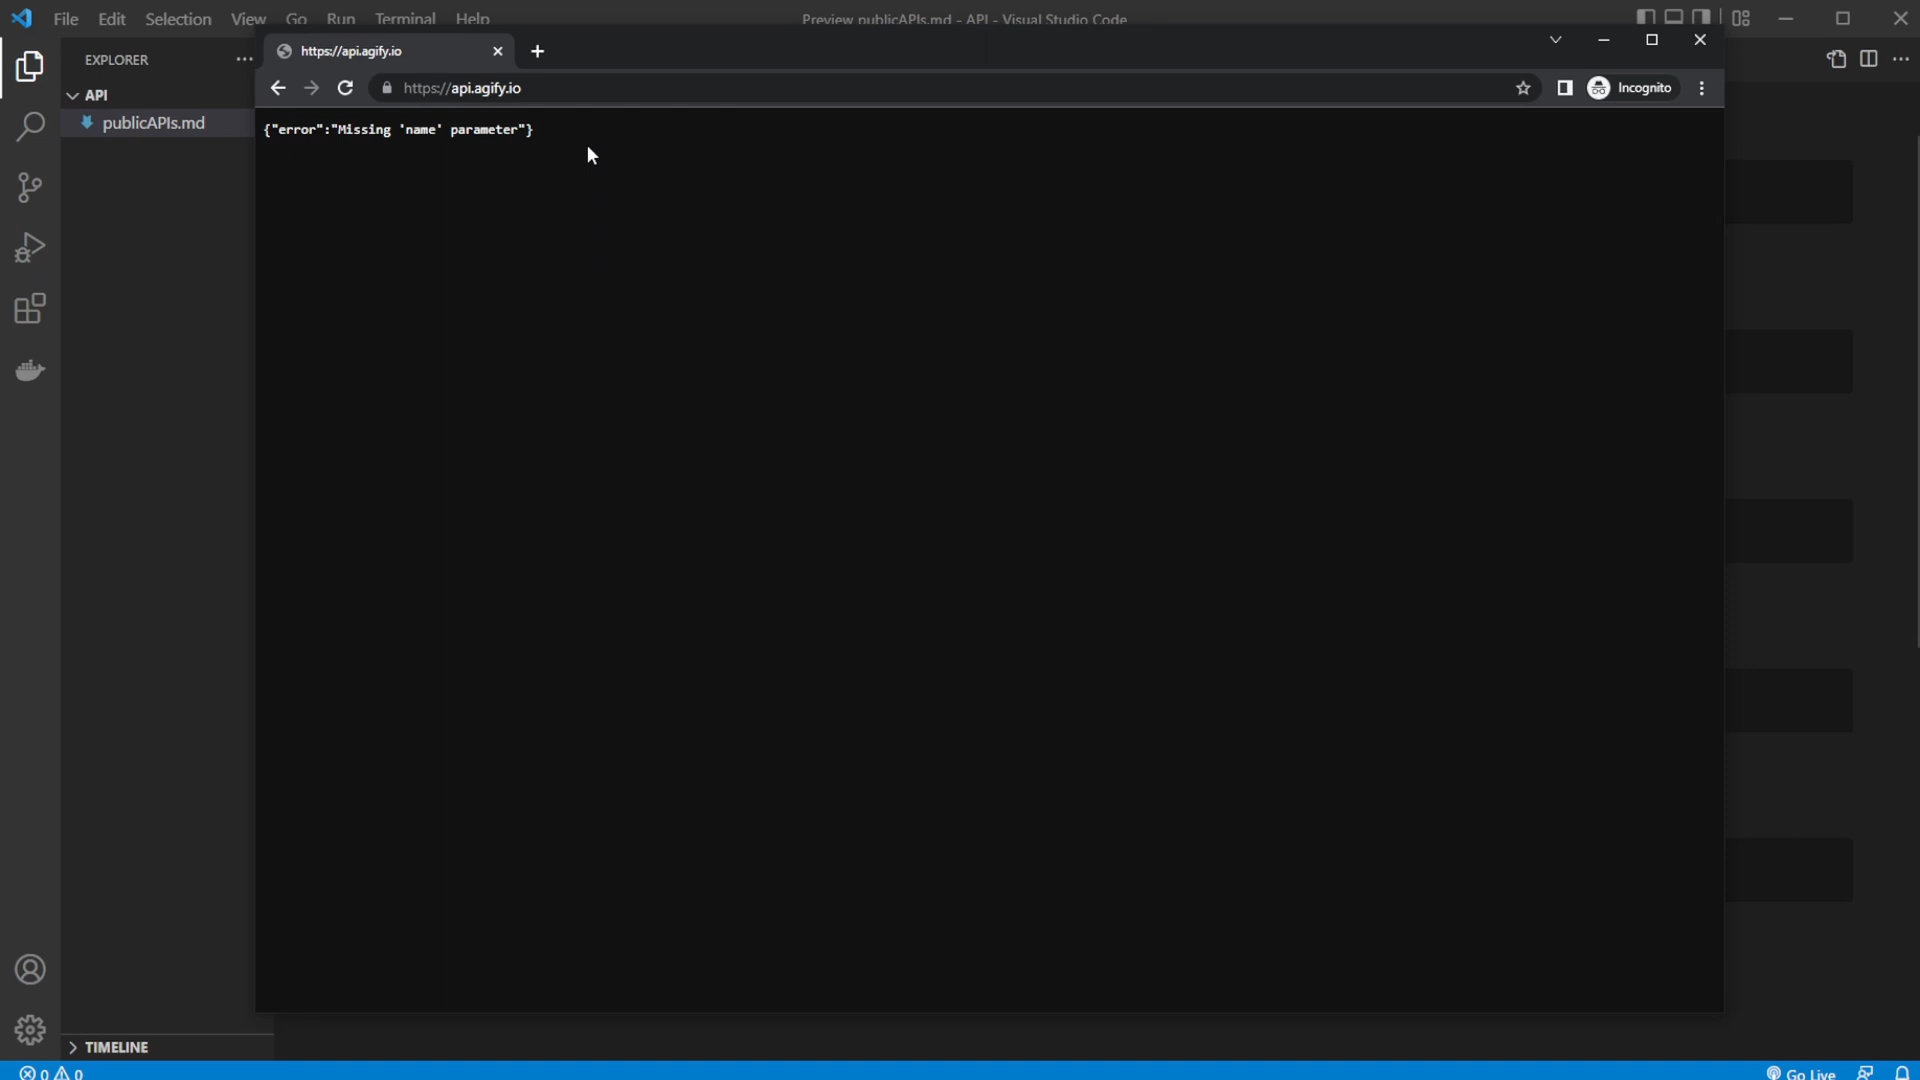 File Edit Selection View Go Run Terminal Help
Preview publicAPIs.md - API - Visual Studio Code
EXPLORER
API
publicAPIs.md
https://api.agify.io
https://api.agify.io
Incognito
{"error":"Missing 'name' parameter"}
TIMELINE
0 0
Go Live